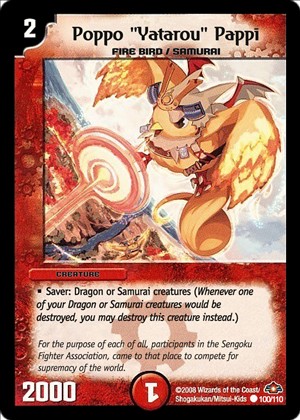 2
Poppo "Yatarou" Pappi
FIRE BIRD / SAMURAI
CREATURE
▪ Saver: Dragon or Samurai creatures (Whenever one
of your Dragon or Samurai creatures would be
destroyed, you may destroy this creature instead.)
For the purpose of each of all, participants in the Sengoku
Fighter Association, came to that place to compete for
supremacy of the world.
2000
1
©2008 Wizards of the Coast/
Shogakukan/Mitsui-Kids 100/110